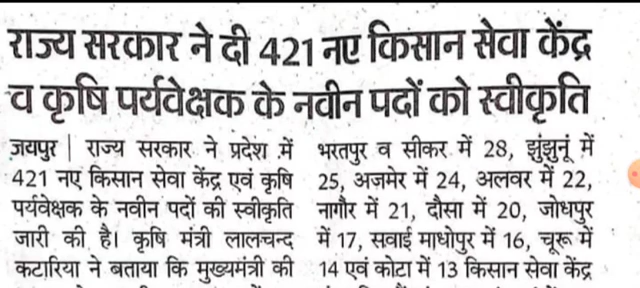 राज्य सरकार ने दी 421 नए किसान सेवा केंद्र
व कृषि पर्यवेक्षक के नवीन पदों को स्वीकृति
जयपुर | राज्य सरकार ने प्रदेश में
421 नए किसान सेवा केंद्र एवं कृषि
पर्यवेक्षक के नवीन पदों की स्वीकृति
जारी की है। कृषि मंत्री लालचन्द
कटारिया ने बताया कि मुख्यमंत्री की
भरतपुर व सीकर में 28, झुंझुनूं में
25, अजमेर में 24, अलवर में 22,
नागौर में 21, दौसा में 20, जोधपुर
में 17, सवाई माधोपुर में 16, चूरू में
14 एवं कोटा में 13 किसान सेवा केंद्र